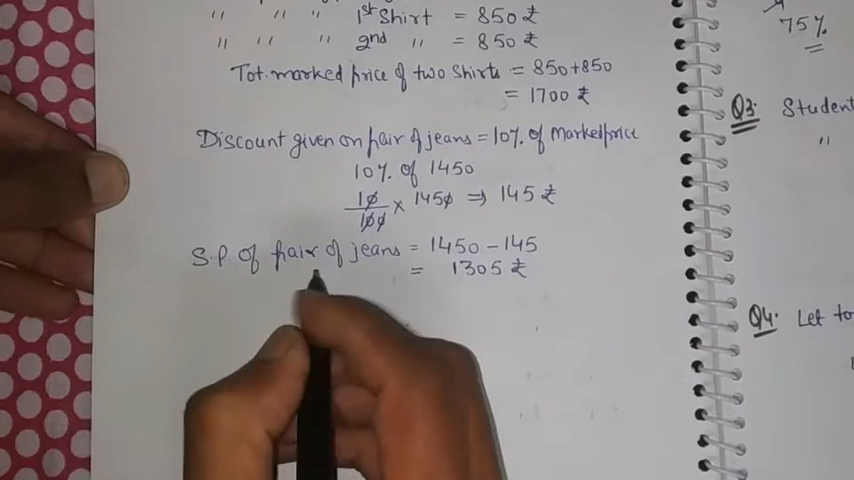 " " " 1st Shirt = 850 ₹
" " " 2nd " = 850 ₹
Tot. marked price of two shirts = 850+850
= 1700 ₹
Discount given on pair of jeans = 10% of Marked price
10% of 1450
10/100 × 1450 ⇒ 145 ₹
S.P. of pair of jeans = 1450 - 145
= 1305 ₹
75%
Q3. Student
"
Q4. Let to